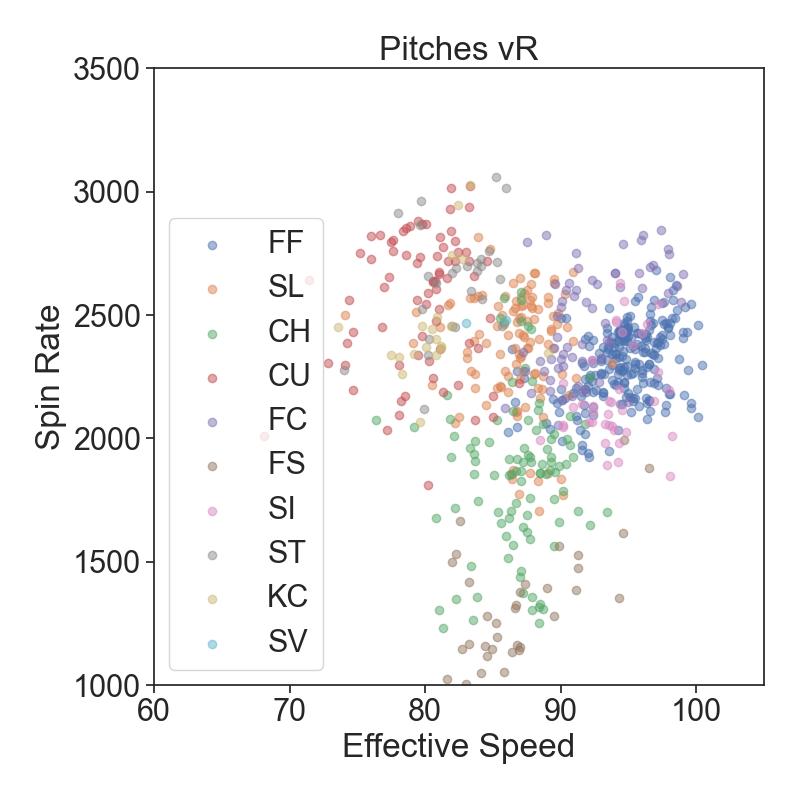 Pitches vR
3500
3000
2500
2000
1500
1000
Spin Rate
FF
SL
CH
CU
FC
FS
SI
ST
KC
SV
60 70 80 90 100
Effective Speed